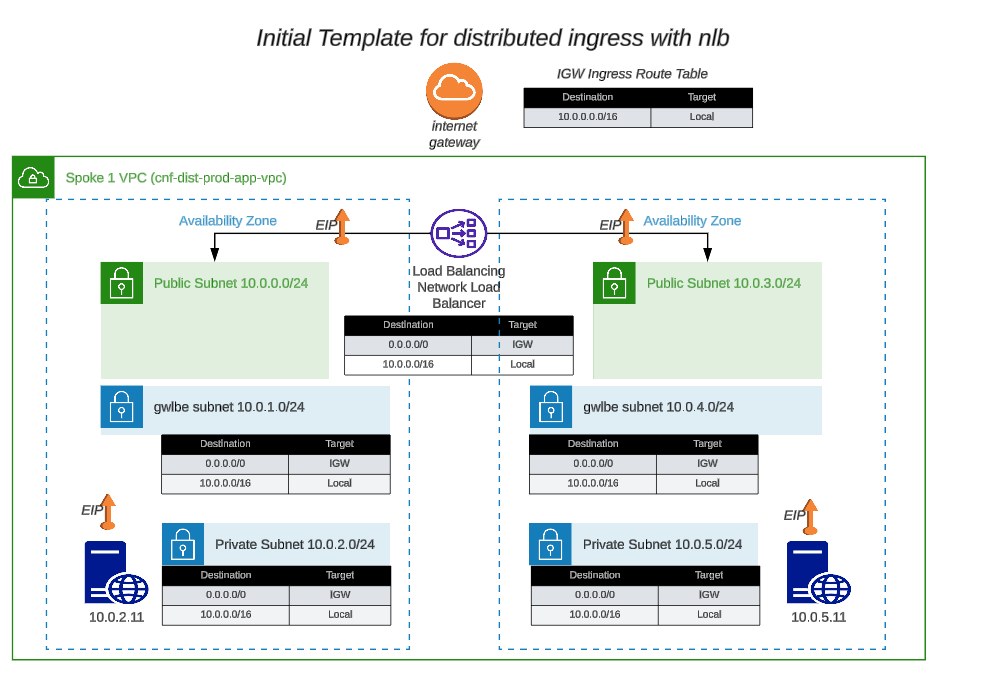 Initial Template for distributed ingress with nlb
internet
gateway
IGW Ingress Route Table
Destination Target
10.0.0.0.0/16 Local
Spoke 1 VPC (cnf-dist-prod-app-vpc)
Availability Zone
EIP
EIP
Availability Zone
Load Balancing
Network Load
Balancer
Public Subnet 10.0.0.0/24
Public Subnet 10.0.3.0/24
Destination Target
0.0.0.0/0 IGW
10.0.0.0/16 Local
gwlbe subnet 10.0.1.0/24
Destination Target
0.0.0.0/0 IGW
10.0.0.0/16 Local
gwlbe subnet 10.0.4.0/24
Destination Target
0.0.0.0/0 IGW
10.0.0.0/16 Local
EIP
10.0.2.11
Private Subnet 10.0.2.0/24
Destination Target
0.0.0.0/0 IGW
10.0.0.0/16 Local
Private Subnet 10.0.5.0/24
Destination Target
0.0.0.0/0 IGW
10.0.0.0/16 Local
EIP
10.0.5.11